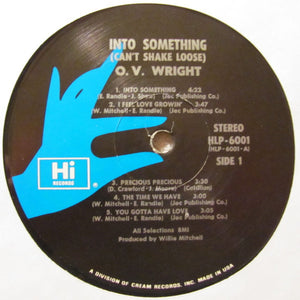 INTO SOMETHING
(CAN'T SHAKE LOOSE)
O. V. WRIGHT
1. INTO SOMETHING 4:22
(E. Randle - J. Shaw) (Jec Publishing Co.)
2. I FEEL LOVE GROWIN' 3:47
(W. Mitchell - E. Randle) (Jec Publishing Co.)
STEREO
HLP-6001
(HLP-6001-A)
SIDE 1
Hi
RECORDS
3. PRECIOUS PRECIOUS 3:30
(D. Crawford - J. Moore) (Cotillion)
4. THE TIME WE HAVE 3:05
(W. Mitchell - E. Randle) (Jec Publishing Co.)
5. YOU GOTTA HAVE LOVE 3:05
(W. Mitchell - E. Randle) (Jec Publishing Co.)
All Selections BMI
Produced by Willie Mitchell
A DIVISION OF CREAM RECORDS, INC. MADE IN USA